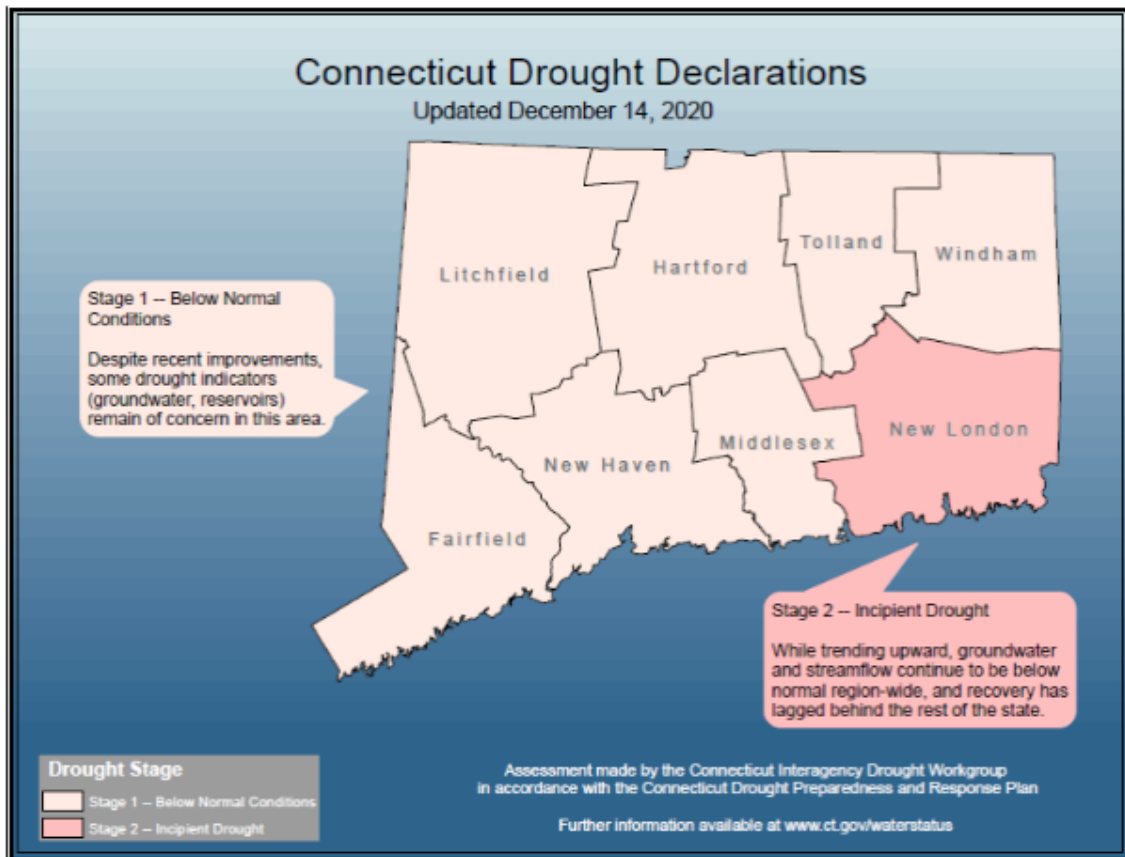 Connecticut Drought Declarations
Updated December 14, 2020
Litchfield
Hartford
Tolland
Windham
Stage 1 -- Below Normal
Conditions
Despite recent improvements,
some drought indicators
(groundwater, reservoirs)
remain of concern in this area.
New London
Middlesex
New Haven
Fairfield
Stage 2 -- Incipient Drought
While trending upward, groundwater
and streamflow continue to be below
normal region-wide, and recovery has
lagged behind the rest of the state.
Drought Stage
Stage 1 -- Below Normal Conditions
Stage 2 -- Incipient Drought
Assessment made by the Connecticut Interagency Drought Workgroup
in accordance with the Connecticut Drought Preparedness and Response Plan
Further information available at www.ct.gov/waterstatus